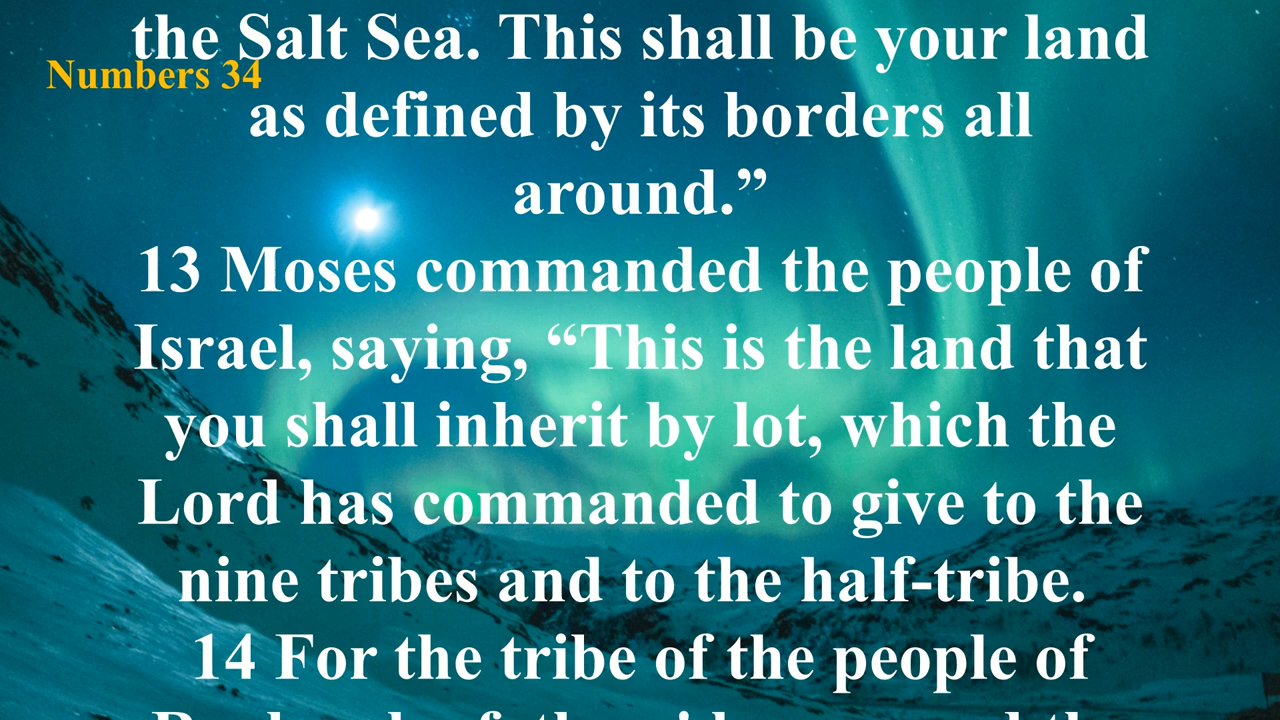 the Salt Sea. This shall be your land
Numbers 34
as defined by its borders all
around.”
13 Moses commanded the people of
Israel, saying, “This is the land that
you shall inherit by lot, which the
Lord has commanded to give to the
nine tribes and to the half-tribe.
14 For the tribe of the people of